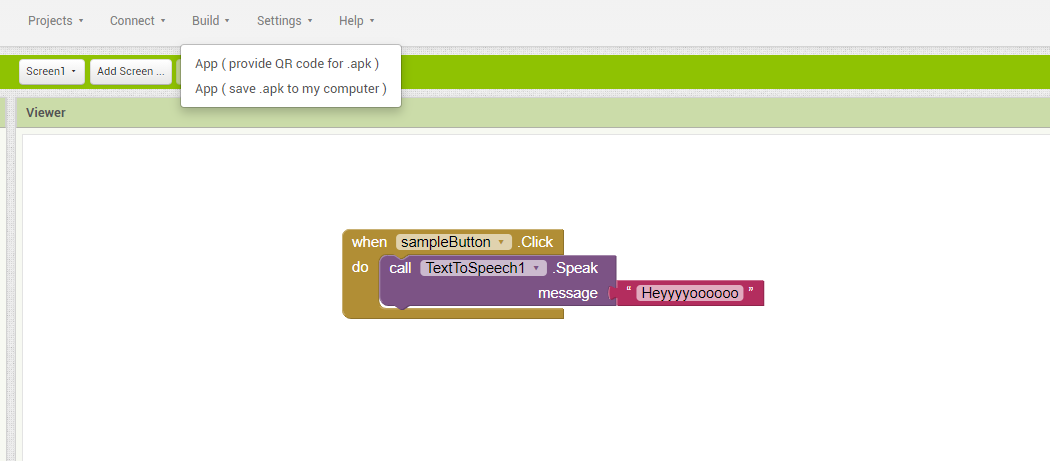 Projects Connect Build Settings Help
App ( provide QR code for .apk )
Screen1 Add Screen ...
App ( save .apk to my computer )
Viewer
when sampleButton .Click
do call TextToSpeech1 .Speak
message “ Heyyyyoooooo ”